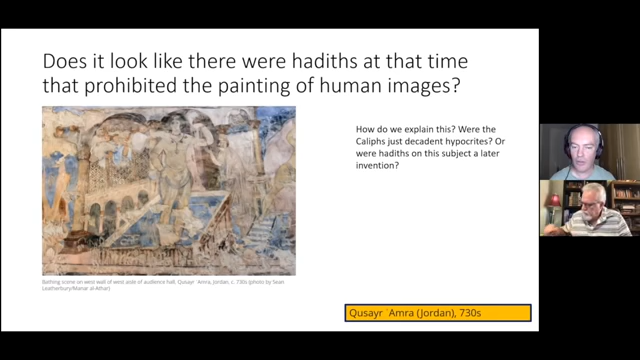 Does it look like there were hadiths at that time
that prohibited the painting of human images?
How do we explain this? Were the
Caliphs just decadent hypocrites? Or
were hadiths on this subject a later
invention?
Bathing scene on west wall of west aisle of audience hall, Qusayr ʿAmra, Jordan, c. 730s (photo by Sean
Leatherbury/Manar al-Athar)
Qusayr ʿAmra (Jordan), 730s